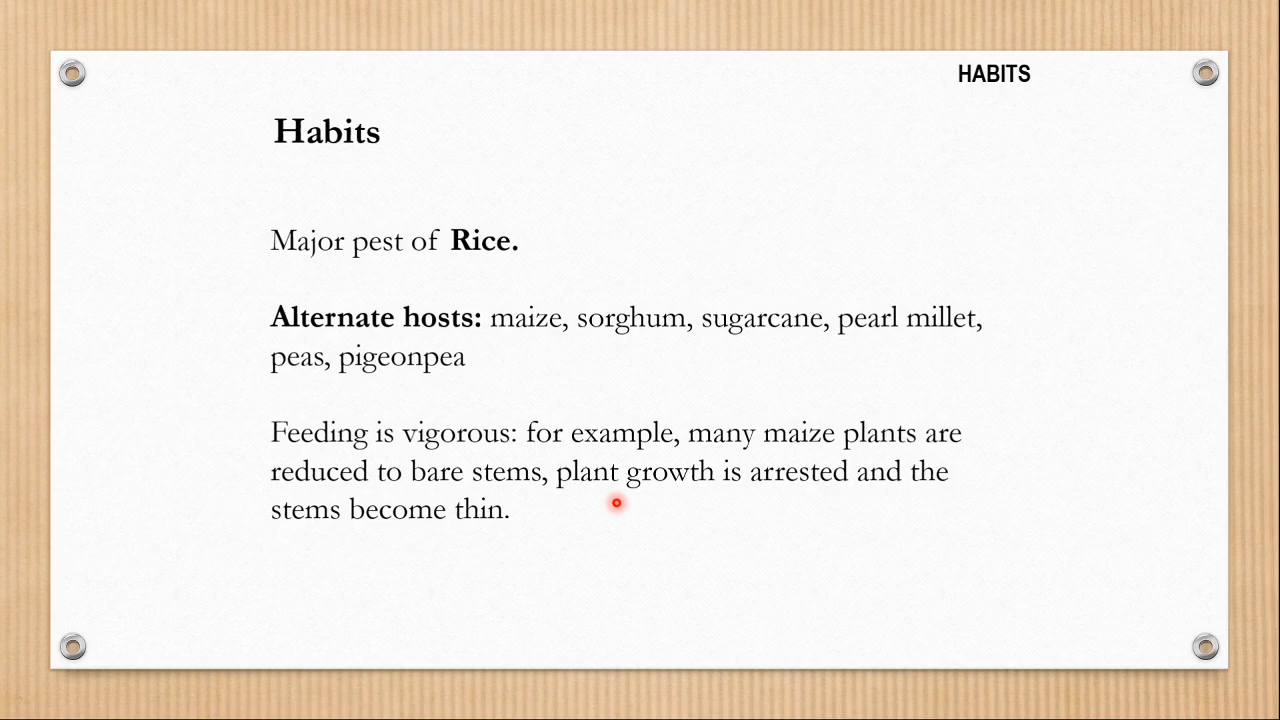 HABITS
Habits
Major pest of Rice.
Alternate hosts: maize, sorghum, sugarcane, pearl millet,
peas, pigeonpea
Feeding is vigorous: for example, many maize plants are
reduced to bare stems, plant growth is arrested and the
stems become thin.